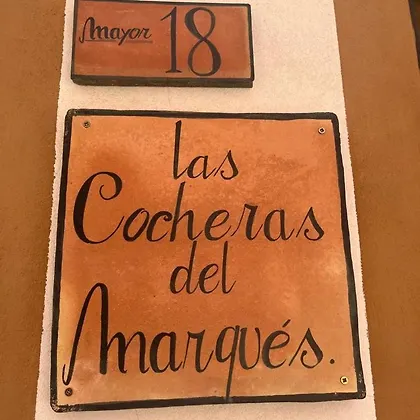 Mayor 18
las
Cocheras
del
Marqués.